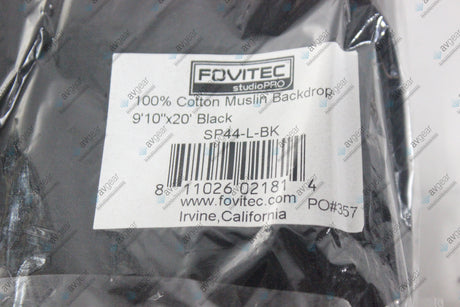 FOVITEC
studioPRO
100% Cotton Muslin Backdrop
9'10"x20' Black
SP44-L-BK
8 11026 02181 4
www.fovitec.com
Irvine,California
PO#357
avgear